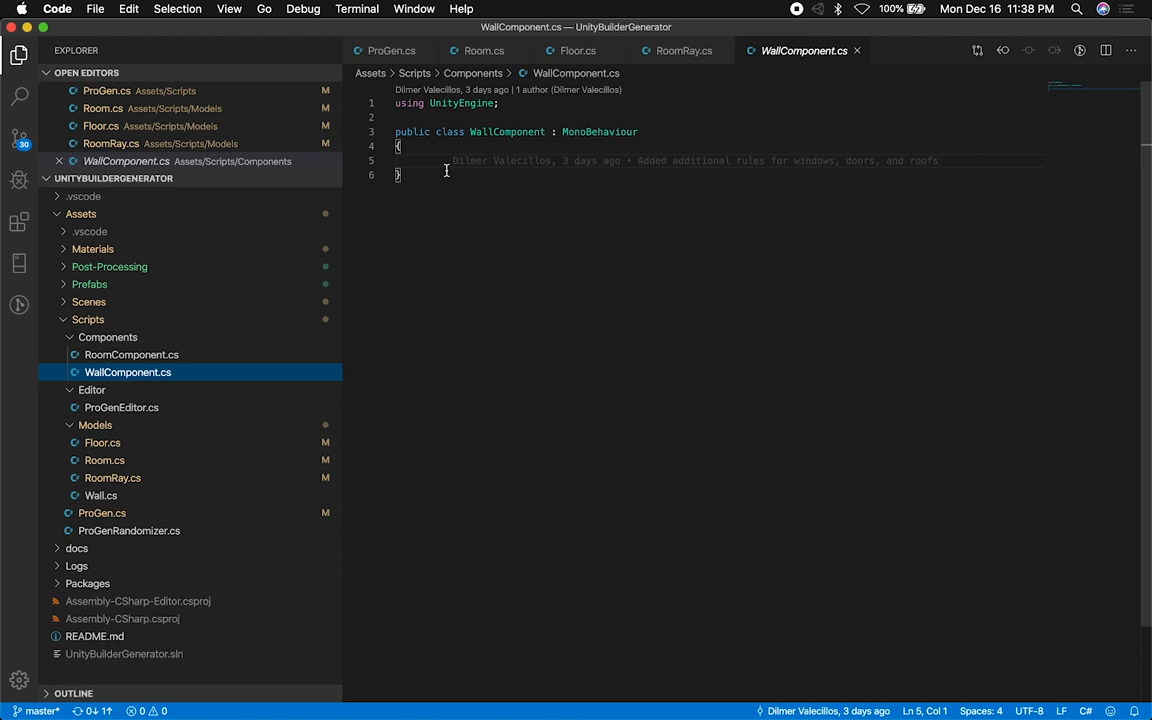 Code File Edit Selection View Go Debug Terminal Window Help 100% Mon Dec 16 11:38 PM
WallComponent.cs — UnityBuilderGenerator
EXPLORER
ProGen.cs Room.cs Floor.cs RoomRay.cs WallComponent.cs
OPEN EDITORS
ProGen.cs Assets/Scripts M
Room.cs Assets/Scripts/Models M
Floor.cs Assets/Scripts/Models M
RoomRay.cs Assets/Scripts/Models M
WallComponent.cs Assets/Scripts/Components
UNITYBUILDERGENERATOR
.vscode
Assets
.vscode
Materials
Post-Processing
Prefabs
Scenes
Scripts
Components
RoomComponent.cs
WallComponent.cs
Editor
ProGenEditor.cs
Models
Floor.cs M
Room.cs M
RoomRay.cs M
Wall.cs
ProGen.cs M
ProGenRandomizer.cs
docs
Logs
Packages
Assembly-CSharp-Editor.csproj
Assembly-CSharp.csproj
README.md
UnityBuilderGenerator.sln
OUTLINE
30
Assets > Scripts > Components > WallComponent.cs
Dilmer Valecillos, 3 days ago | 1 author (Dilmer Valecillos)
1 using UnityEngine;
2
3 public class WallComponent : MonoBehaviour
4 {
5 Dilmer Valecillos, 3 days ago • Added additional rules for windows, doors, and roofs
6 }
master* 0↓ 1↑ 0 0 Dilmer Valecillos, 3 days ago Ln 5, Col 1 Spaces: 4 UTF-8 LF C#